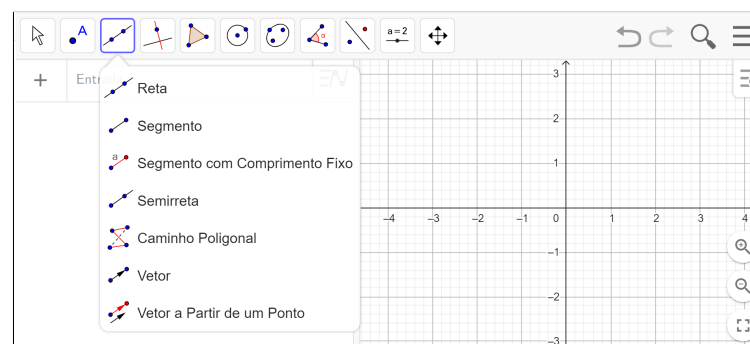 A
α
a=2
Entr
Reta
Segmento
a
Segmento com Comprimento Fixo
Semirreta
Caminho Poligonal
Vetor
Vetor a Partir de um Ponto
3
2
1
–4 –3 –2 –1 0 1 2 3 4
–1
–2
–3